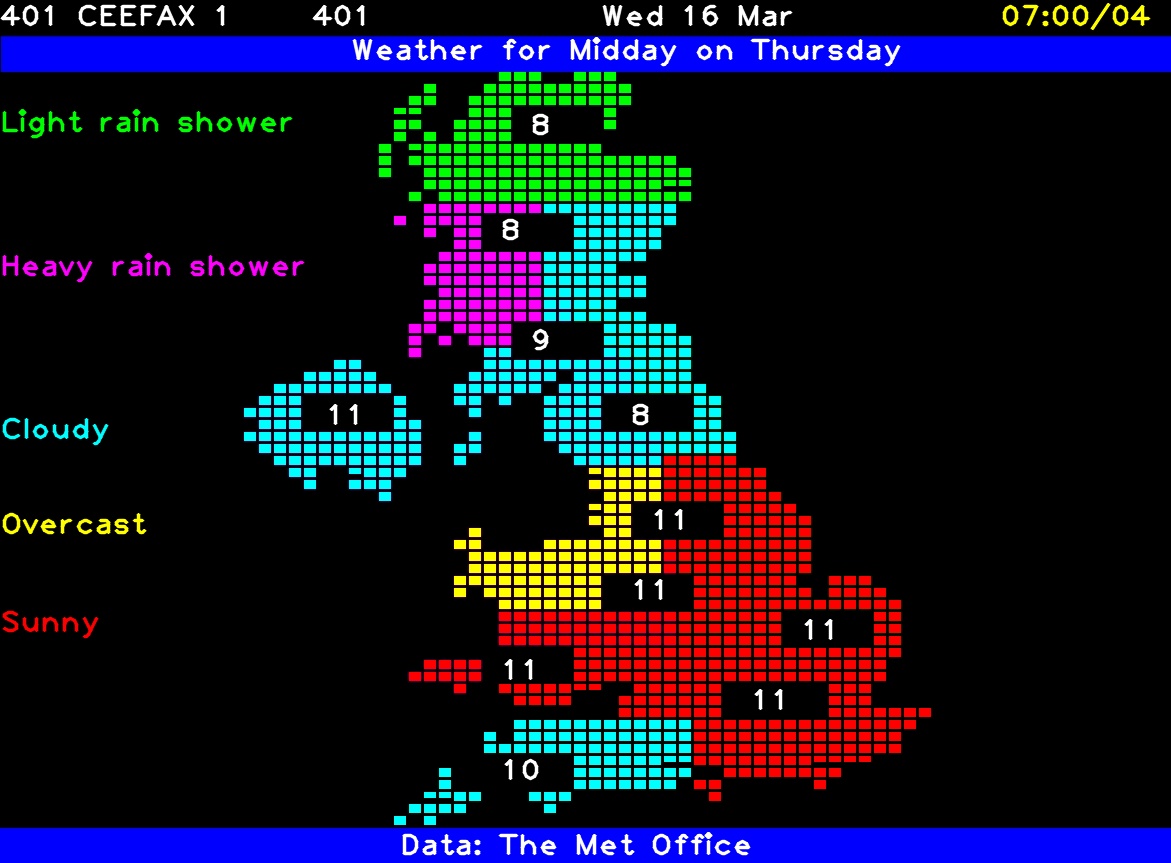 401 CEEFAX 1 401 Wed 16 Mar 07:00/04
Weather for Midday on Thursday
Light rain shower
8
8
Heavy rain shower
9
11
8
Cloudy
11
Overcast
11
Sunny
11
11
11
10
Data: The Met Office